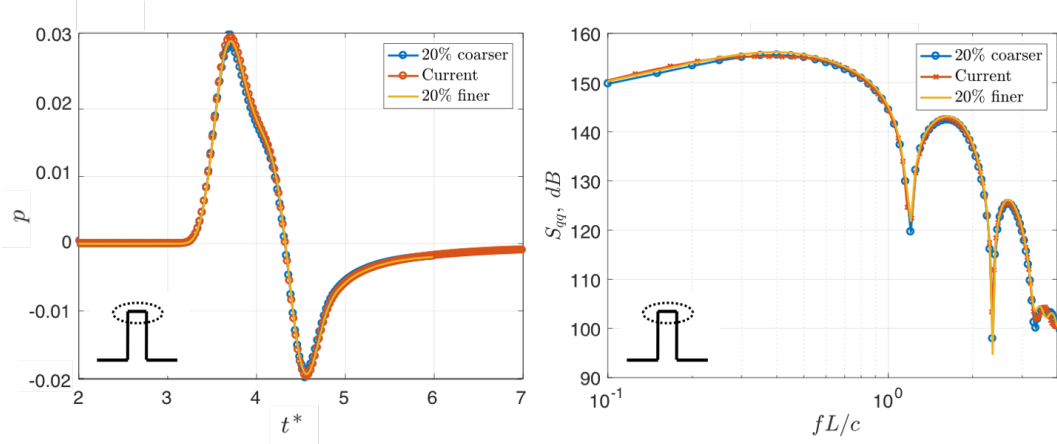 0.03
0.02
0.01
0
-0.01
-0.02
p
2 3 4 5 6 7
t*
20% coarser
Current
20% finer
160
150
140
130
120
110
100
90
S_qq, dB
10^-1 10^0
fL/c
20% coarser
Current
20% finer